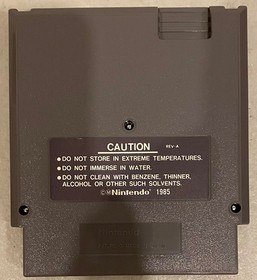 CAUTION REV-A
• DO NOT STORE IN EXTREME TEMPERATURES.
• DO NOT IMMERSE IN WATER.
• DO NOT CLEAN WITH BENZENE, THINNER,
ALCOHOL OR OTHER SUCH SOLVENTS.
©Ⓜ Nintendo® 1985